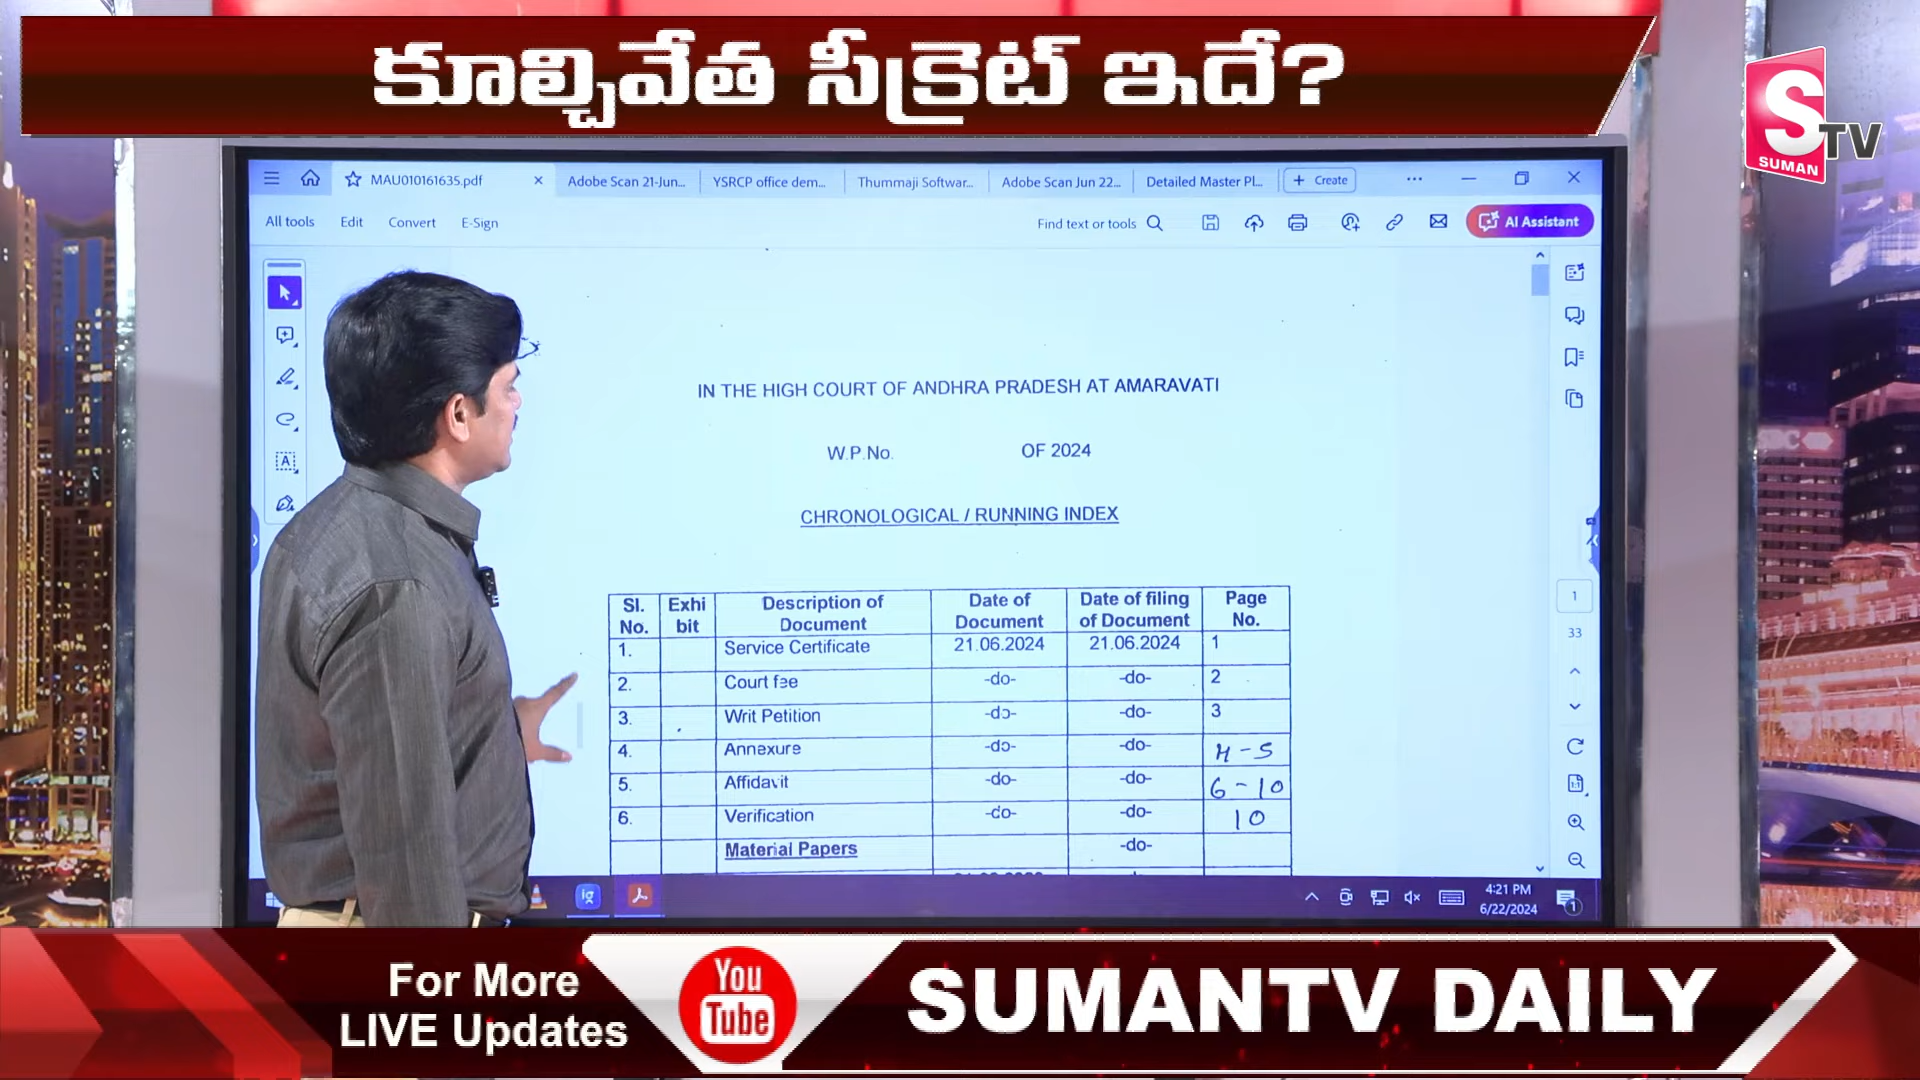 కూల్చివేత సీక్రెట్ ఇదే?
S
TV
SUMAN
MAU010161635.pdf
Adobe Scan 21-Jun...
YSRCP office dem...
Thummaji Softwar...
Adobe Scan Jun 22...
Detailed Master Pl...
+ Create
All tools Edit Convert E-Sign
Find text or tools
AI Assistant
IN THE HIGH COURT OF ANDHRA PRADESH AT AMARAVATI
W.P.No. OF 2024
CHRONOLOGICAL / RUNNING INDEX
Sl. No. Exhi bit Description of Document Date of Document Date of filing of Document Page No.
1. Service Certificate 21.06.2024 21.06.2024 1
2. Court fee -do- -do- 2
3. Writ Petition -do- -do- 3
4. Annexure -do- -do- 4-5
5. Affidavit -do- -do- 6-10
6. Verification -do- -do- 10
Material Papers -do-
1
33
4:21 PM
6/22/2024
For More
LIVE Updates
You
Tube
SUMANTV DAILY